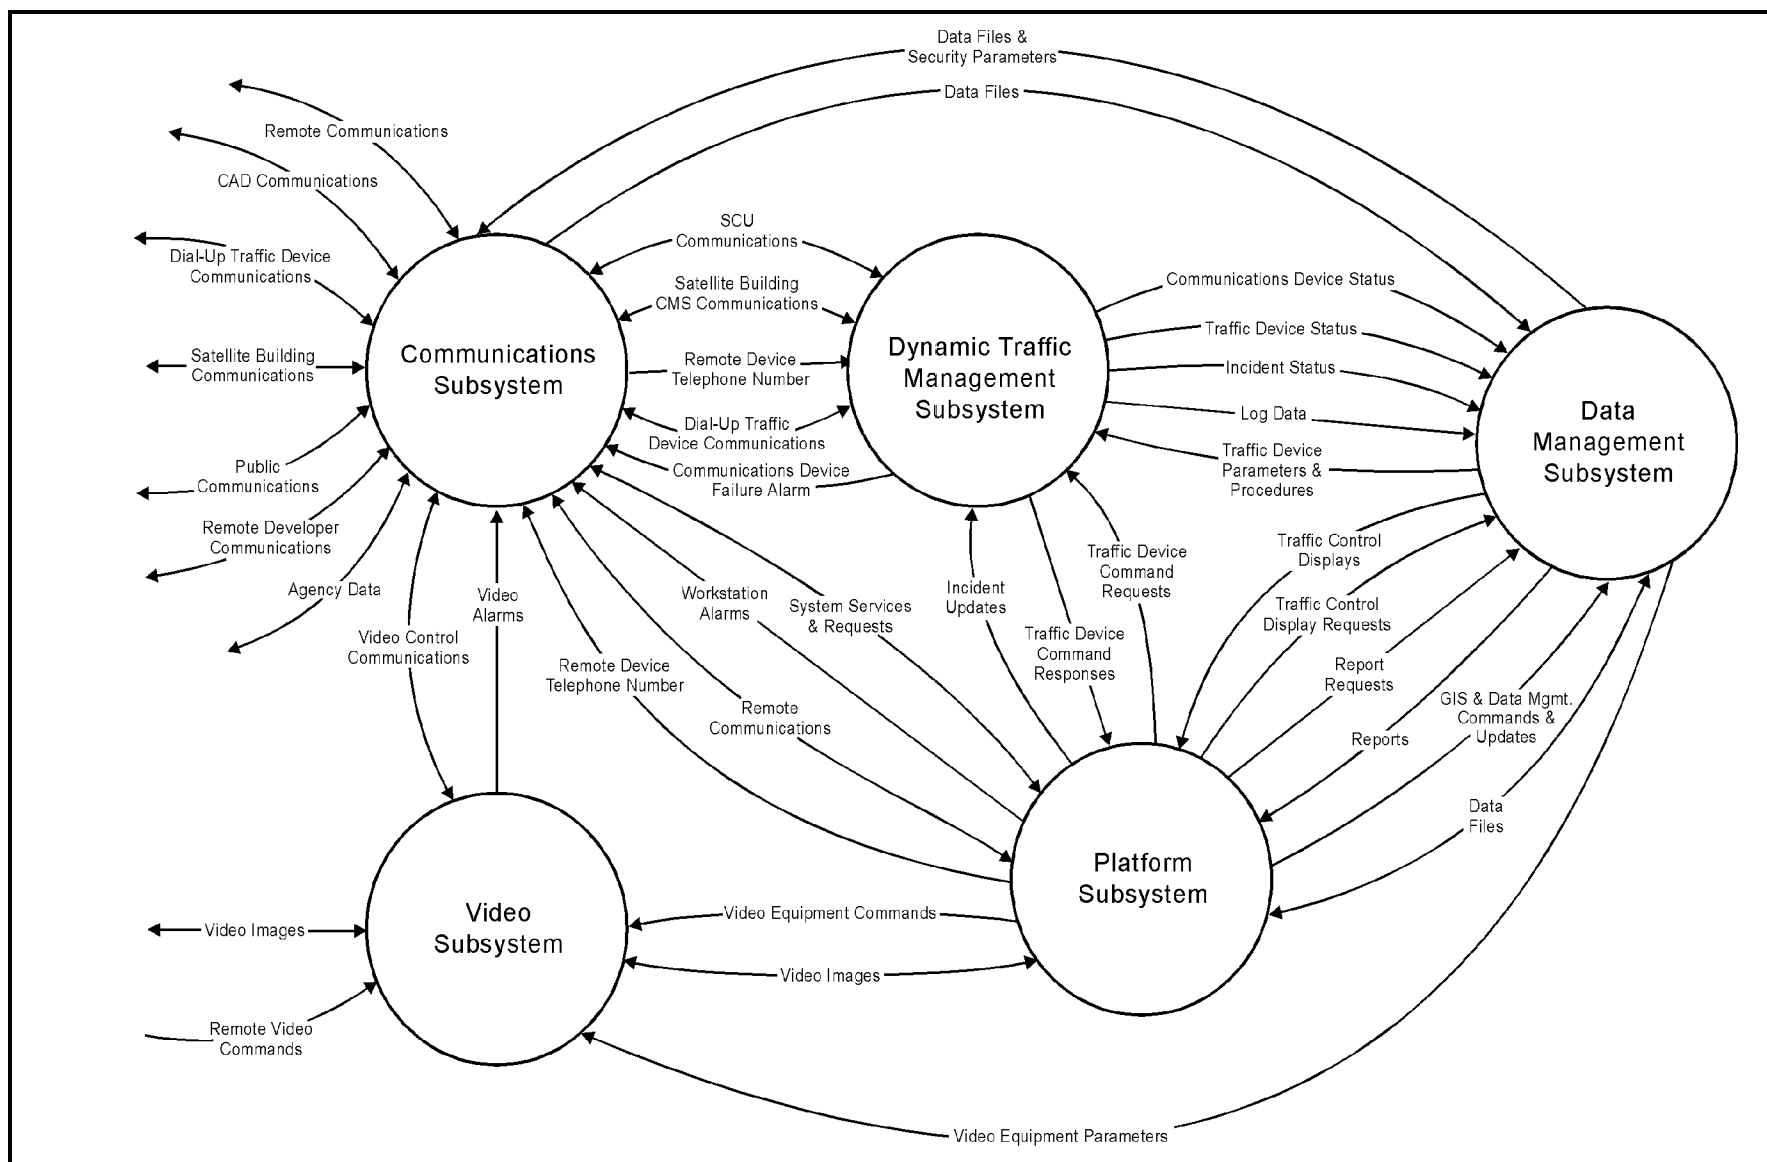 Data Files &
Security Parameters
Data Files
Remote Communications
CAD Communications
Dial-Up Traffic Device
Communications
Satellite Building
Communications
Public
Communications
Remote Developer
Communications
Agency Data
Communications
Subsystem
SCU
Communications
Satellite Building
CMS Communications
Remote Device
Telephone Number
Dial-Up Traffic
Device Communications
Communications Device
Failure Alarm
Dynamic Traffic
Management
Subsystem
Communications Device Status
Traffic Device Status
Incident Status
Log Data
Traffic Device
Parameters &
Procedures
Data
Management
Subsystem
Video Control
Communications
Video
Alarms
Remote Device
Telephone Number
Workstation
Alarms
System Services
& Requests
Remote
Communications
Incident
Updates
Traffic Device
Command
Requests
Traffic Device
Command
Responses
Traffic Control
Displays
Traffic Control
Display Requests
Report
Requests
Reports
GIS & Data Mgmt.
Commands &
Updates
Data
Files
Platform
Subsystem
Video
Subsystem
Video Equipment Commands
Video Images
Video Images
Remote Video
Commands
Video Equipment Parameters